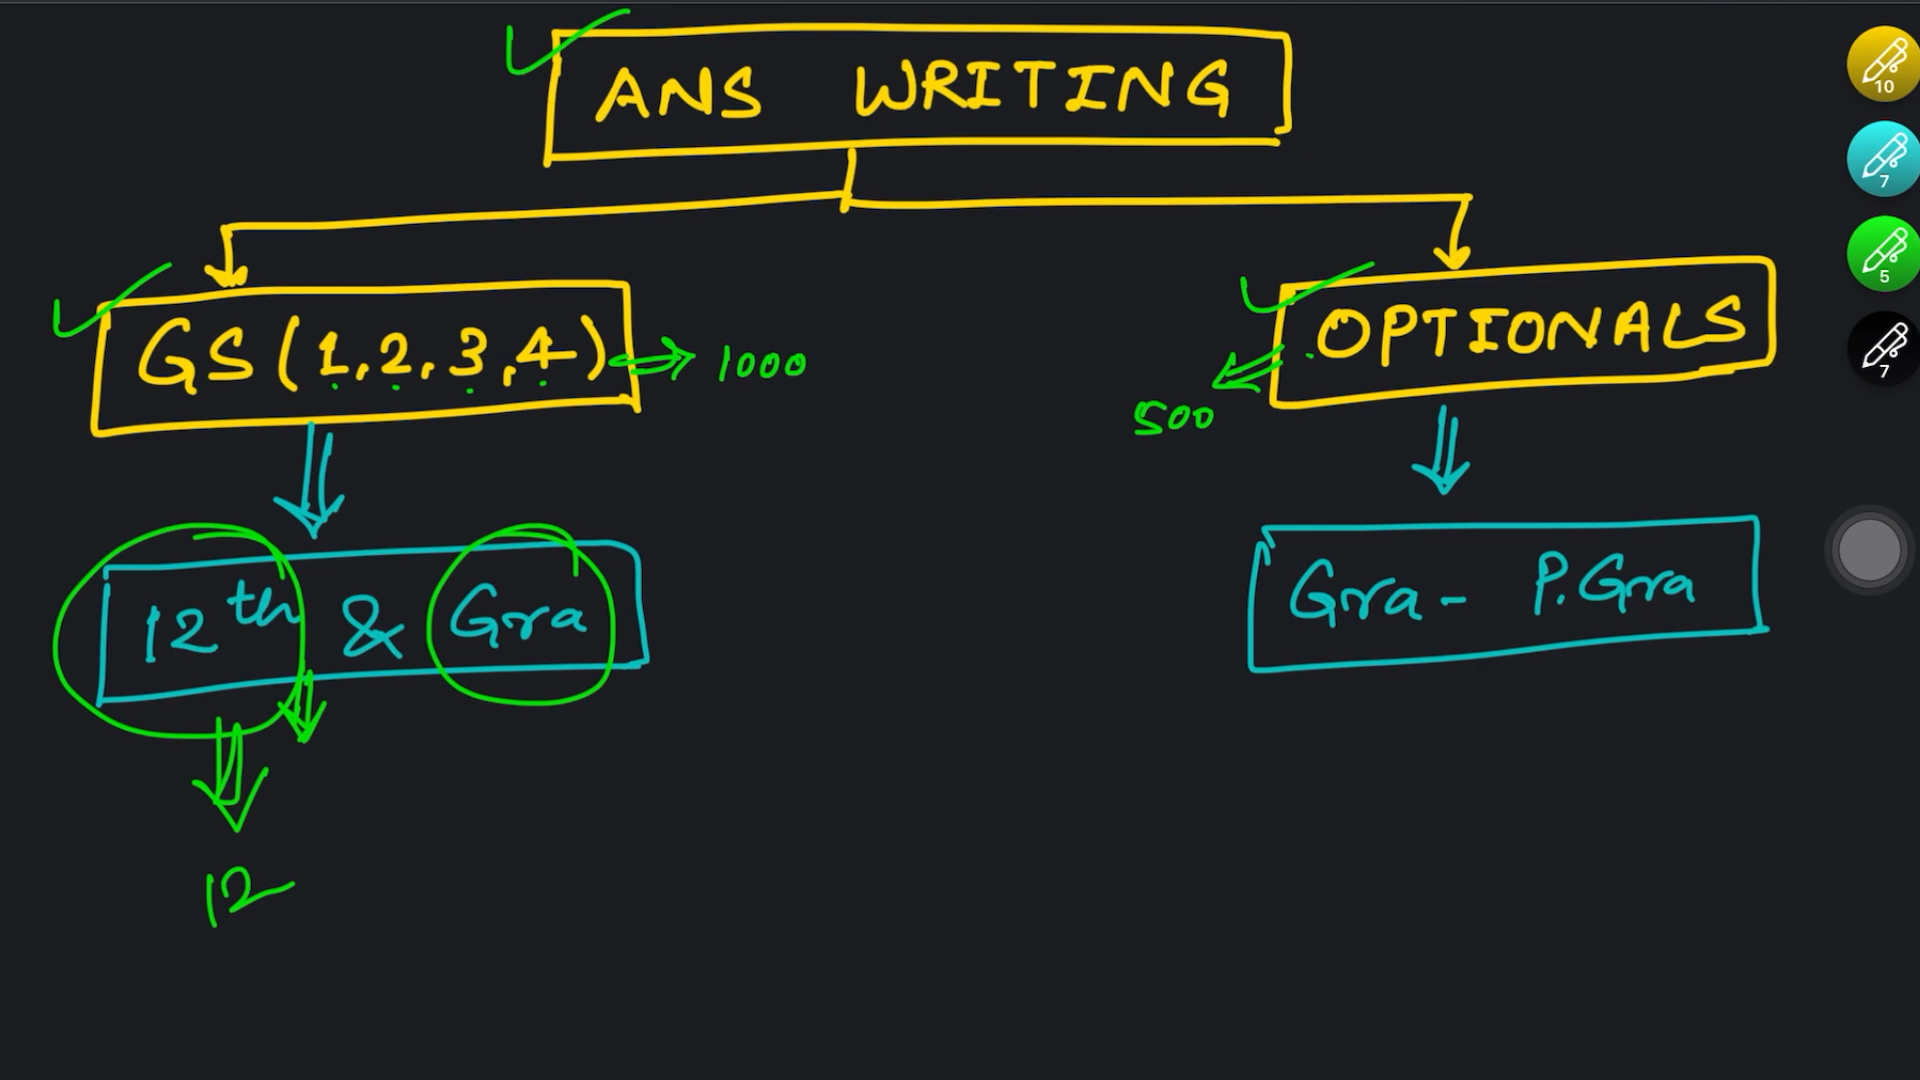 ANS WRITING
GS (1,2,3,4)
1000
OPTIONALS
500
12th & Gra
Gra - P.Gra
12
10
7
5
7